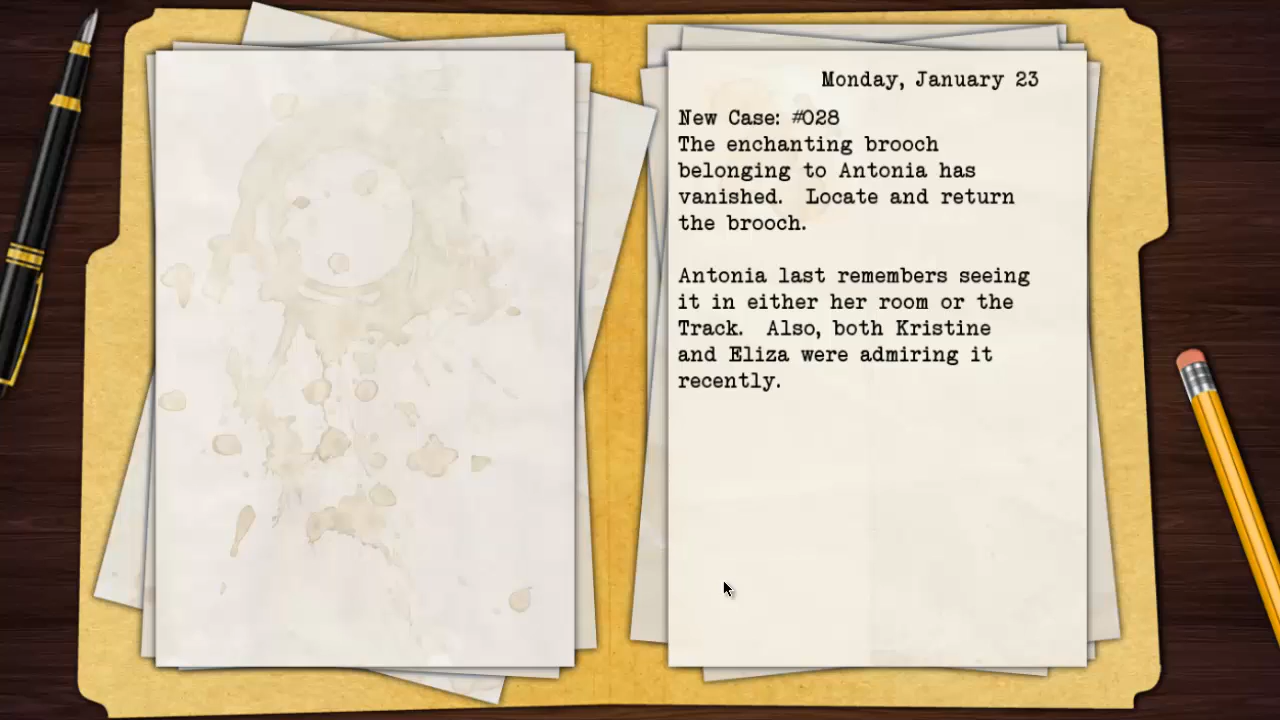 Monday, January 23
New Case: #028
The enchanting brooch
belonging to Antonia has
vanished.  Locate and return
the brooch.
Antonia last remembers seeing
it in either her room or the
Track.  Also, both Kristine
and Eliza were admiring it
recently.